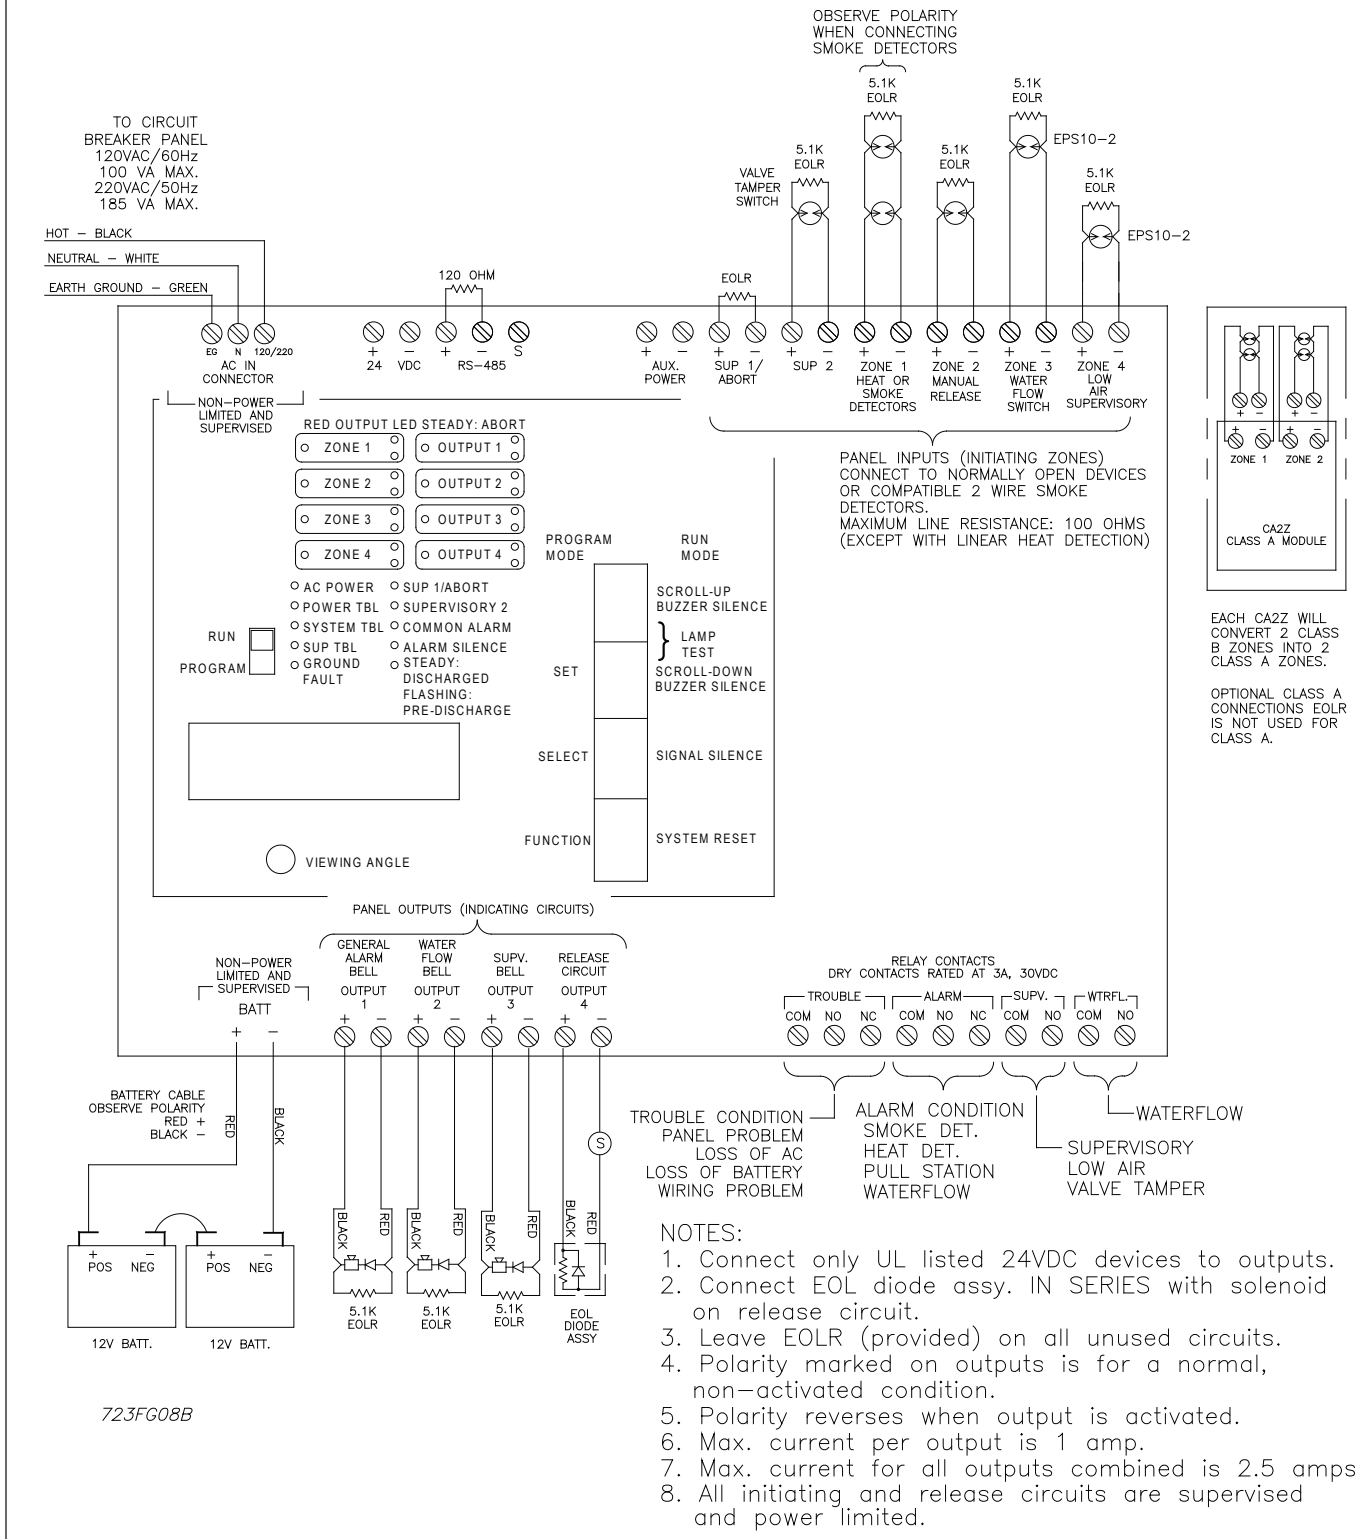 OBSERVE POLARITY
WHEN CONNECTING
SMOKE DETECTORS
5.1K
EOLR
5.1K
EOLR
EPS10-2
TO CIRCUIT
BREAKER PANEL
120VAC/60Hz
100 VA MAX.
220VAC/50Hz
185 VA MAX.
5.1K
EOLR
5.1K
EOLR
VALVE
TAMPER
SWITCH
5.1K
EOLR
EPS10-2
HOT – BLACK
NEUTRAL – WHITE
EARTH GROUND – GREEN
120 OHM
EOLR
EG N 120/220
AC IN
CONNECTOR
NON-POWER
LIMITED AND
SUPERVISED
+ −
24 VDC
+ − S
RS-485
+ −
AUX.
POWER
+ −
SUP 1/
ABORT
+ −
SUP 2
+ −
ZONE 1
HEAT OR
SMOKE
DETECTORS
+ −
ZONE 2
MANUAL
RELEASE
+ −
ZONE 3
WATER
FLOW
SWITCH
+ −
ZONE 4
LOW
AIR
SUPERVISORY
PANEL INPUTS (INITIATING ZONES)
CONNECT TO NORMALLY OPEN DEVICES
OR COMPATIBLE 2 WIRE SMOKE
DETECTORS.
MAXIMUM LINE RESISTANCE: 100 OHMS
(EXCEPT WITH LINEAR HEAT DETECTION)
+ − + −
+ − + −
ZONE 1 ZONE 2
CA2Z
CLASS A MODULE
EACH CA2Z WILL
CONVERT 2 CLASS
B ZONES INTO 2
CLASS A ZONES.
OPTIONAL CLASS A
CONNECTIONS EOLR
IS NOT USED FOR
CLASS A.
RED OUTPUT LED STEADY: ABORT
ZONE 1 OUTPUT 1
ZONE 2 OUTPUT 2
ZONE 3 OUTPUT 3
ZONE 4 OUTPUT 4
AC POWER SUP 1/ABORT
POWER TBL SUPERVISORY 2
SYSTEM TBL COMMON ALARM
SUP TBL ALARM SILENCE
GROUND
FAULT
STEADY:
DISCHARGED
FLASHING:
PRE-DISCHARGE
RUN
PROGRAM
PROGRAM
MODE
RUN
MODE
SCROLL-UP
BUZZER SILENCE
LAMP
TEST
SET
SCROLL-DOWN
BUZZER SILENCE
SELECT
SIGNAL SILENCE
FUNCTION
SYSTEM RESET
VIEWING ANGLE
PANEL OUTPUTS (INDICATING CIRCUITS)
NON-POWER
LIMITED AND
SUPERVISED
BATT
+ −
GENERAL
ALARM
BELL
OUTPUT
1
+ −
WATER
FLOW
BELL
OUTPUT
2
+ −
SUPV.
BELL
OUTPUT
3
+ −
RELEASE
CIRCUIT
OUTPUT
4
+ −
RELAY CONTACTS
DRY CONTACTS RATED AT 3A, 30VDC
TROUBLE ALARM SUPV. WTRFL.
COM NO NC COM NO NC COM NO COM NO
BATTERY CABLE
OBSERVE POLARITY
RED +
BLACK −
RED
BLACK
S
BLACK
RED
BLACK
RED
BLACK
RED
BLACK
RED
5.1K
EOLR
5.1K
EOLR
5.1K
EOLR
EOL
DIODE
ASSY
+ −
POS NEG
+ −
POS NEG
12V BATT.
12V BATT.
TROUBLE CONDITION
PANEL PROBLEM
LOSS OF AC
LOSS OF BATTERY
WIRING PROBLEM
ALARM CONDITION
SMOKE DET.
HEAT DET.
PULL STATION
WATERFLOW
SUPERVISORY
LOW AIR
VALVE TAMPER
WATERFLOW
NOTES:
1. Connect only UL listed 24VDC devices to outputs.
2. Connect EOL diode assy. IN SERIES with solenoid
on release circuit.
3. Leave EOLR (provided) on all unused circuits.
4. Polarity marked on outputs is for a normal,
non-activated condition.
5. Polarity reverses when output is activated.
6. Max. current per output is 1 amp.
7. Max. current for all outputs combined is 2.5 amps
8. All initiating and release circuits are supervised
and power limited.
723FG08B